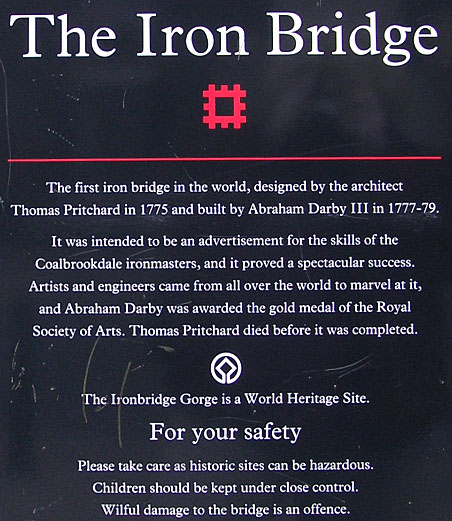 The Iron Bridge
The first iron bridge in the world, designed by the architect
Thomas Pritchard in 1775 and built by Abraham Darby III in 1777-79.
It was intended to be an advertisement for the skills of the
Coalbrookdale ironmasters, and it proved a spectacular success.
Artists and engineers came from all over the world to marvel at it,
and Abraham Darby was awarded the gold medal of the Royal
Society of Arts. Thomas Pritchard died before it was completed.
The Ironbridge Gorge is a World Heritage Site.
For your safety
Please take care as historic sites can be hazardous.
Children should be kept under close control.
Wilful damage to the bridge is an offence.